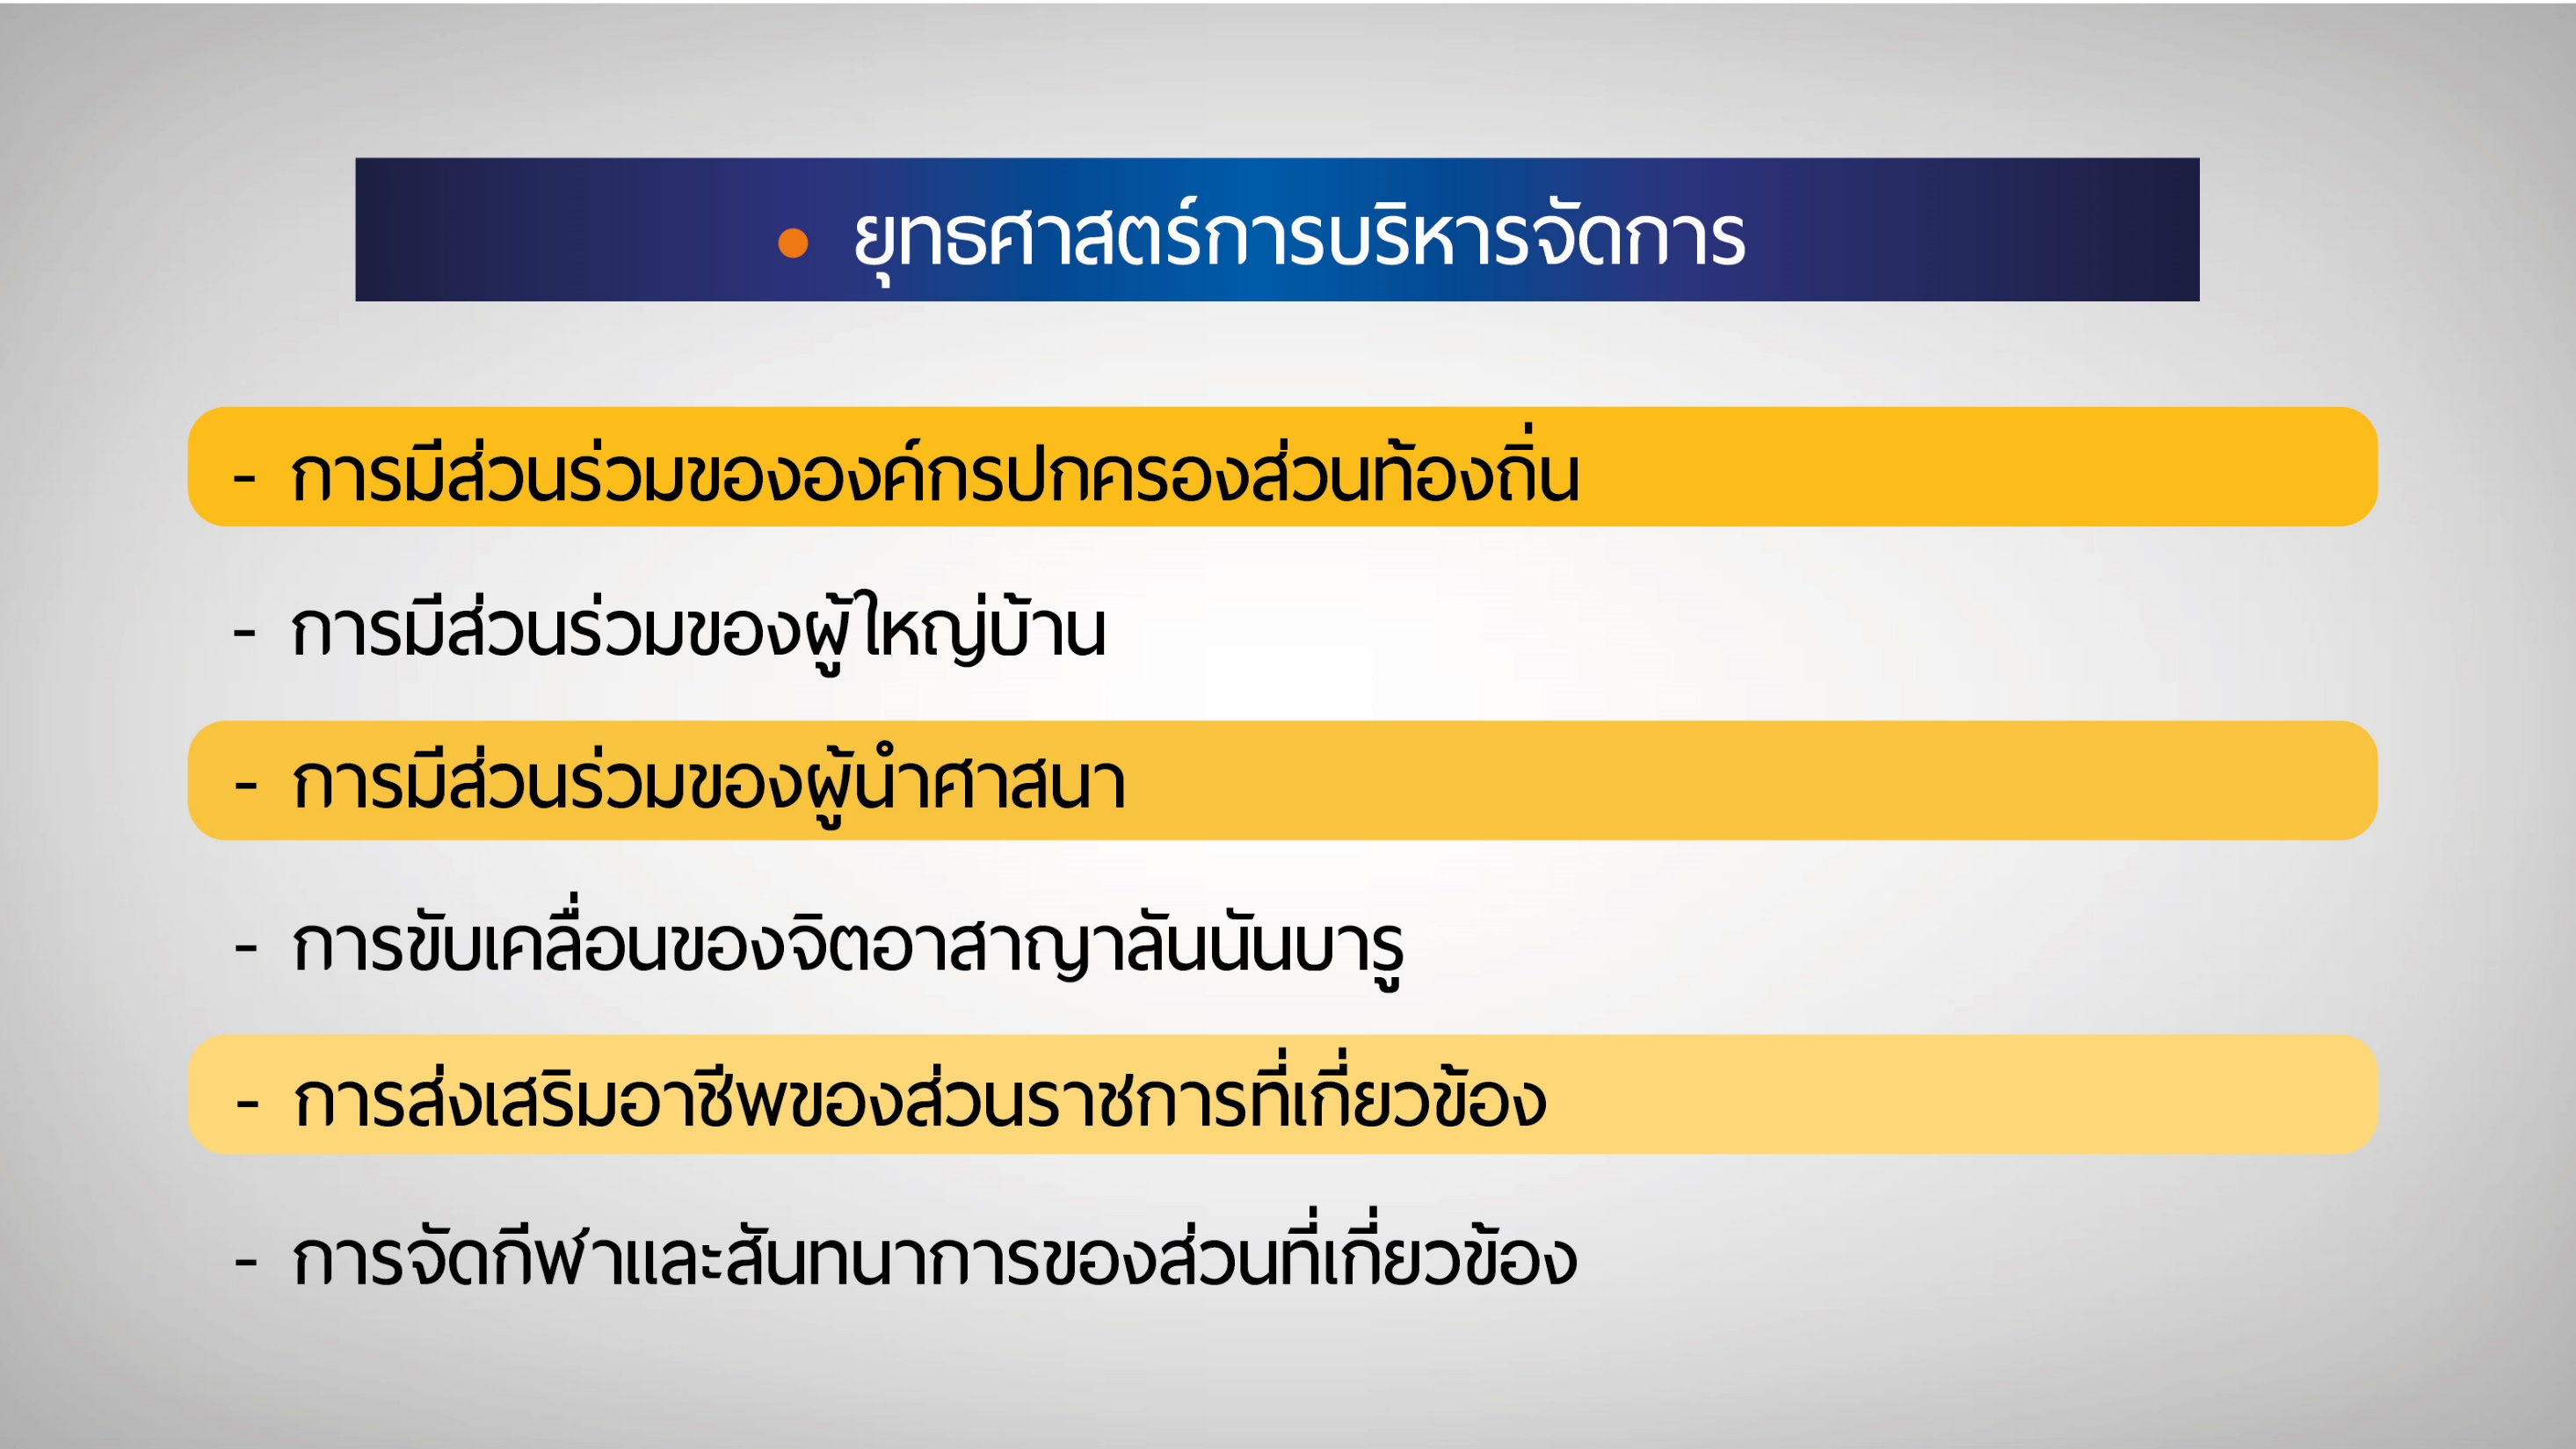 • ยุทธศาสตร์การบริหารจัดการ
- การมีส่วนร่วมขององค์กรปกครองส่วนท้องถิ่น
- การมีส่วนร่วมของผู้ใหญ่บ้าน
- การมีส่วนร่วมของผู้นำศาสนา
- การขับเคลื่อนของจิตอาสาญาลันนันบารู
- การส่งเสริมอาชีพของส่วนราชการที่เกี่ยวข้อง
- การจัดกีฬาและสันทนาการของส่วนที่เกี่ยวข้อง